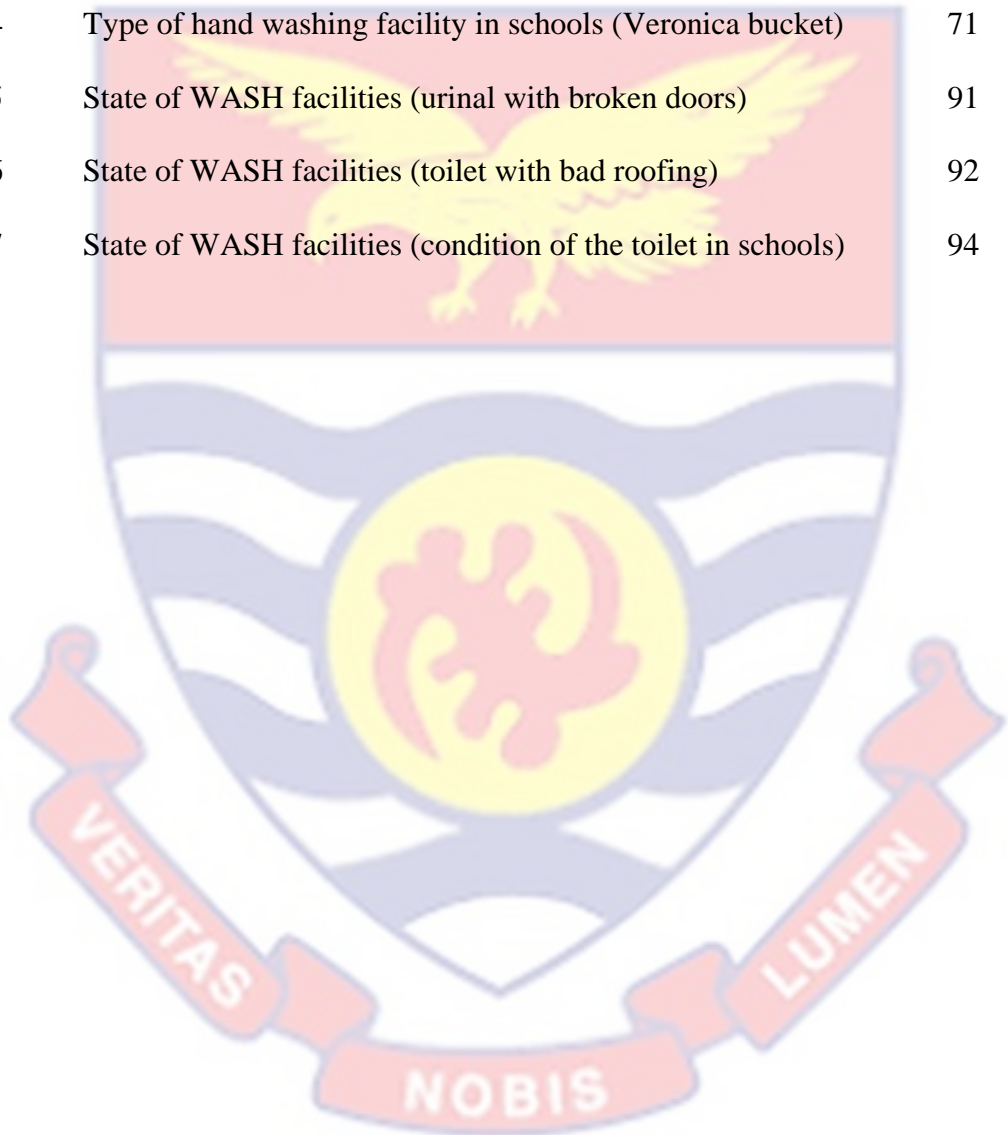 Type of hand washing facility in schools (Veronica bucket) 71
State of WASH facilities (urinal with broken doors) 91
State of WASH facilities (toilet with bad roofing) 92
State of WASH facilities (condition of the toilet in schools) 94
VERITAS
NOBIS
LUMEN